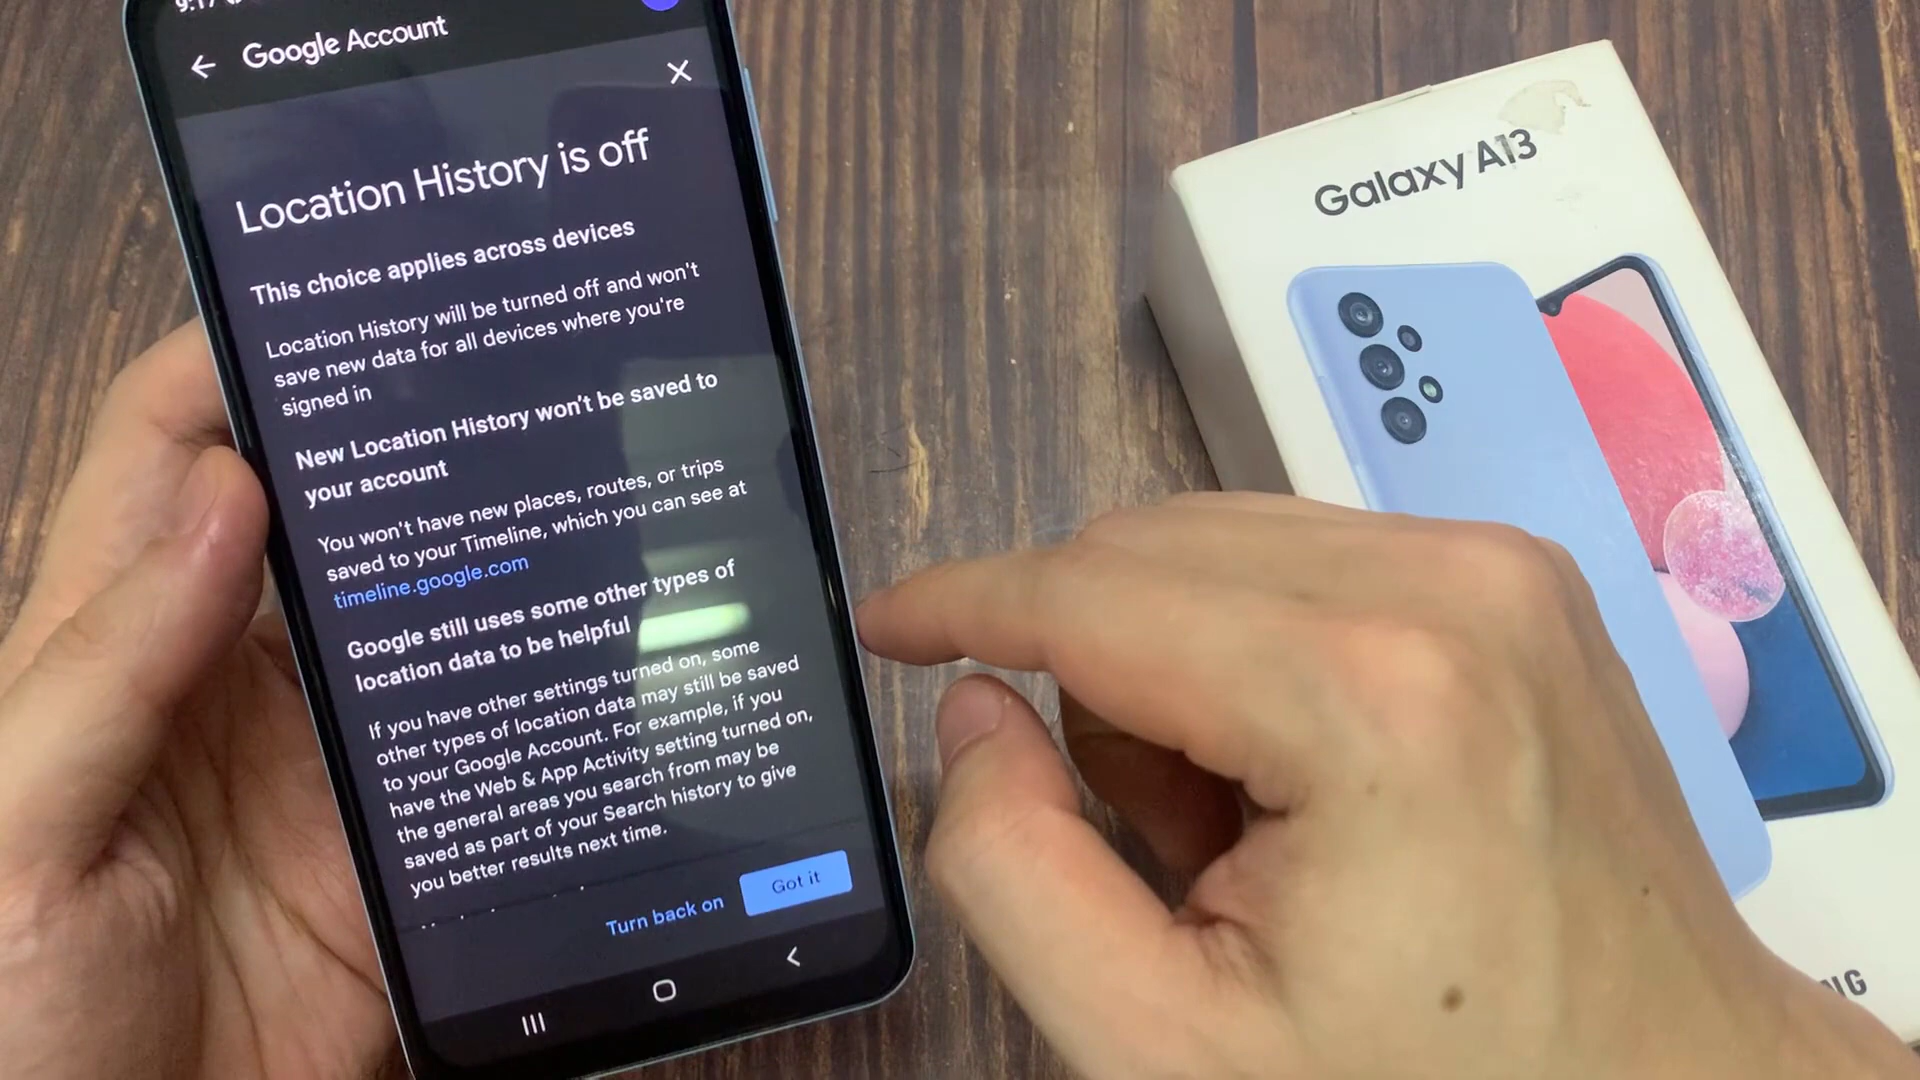 Google Account
Location History is off
This choice applies across devices
Location History will be turned off and won't
save new data for all devices where you're
signed in
New Location History won't be saved to
your account
You won't have new places, routes, or trips
saved to your Timeline, which you can see at
timeline.google.com
Google still uses some other types of
location data to be helpful
If you have other settings turned on, some
other types of location data may still be saved
to your Google Account. For example, if you
have the Web & App Activity setting turned on,
the general areas you search from may be
saved as part of your Search history to give
you better results next time.
Turn back on
Got it
Galaxy A13